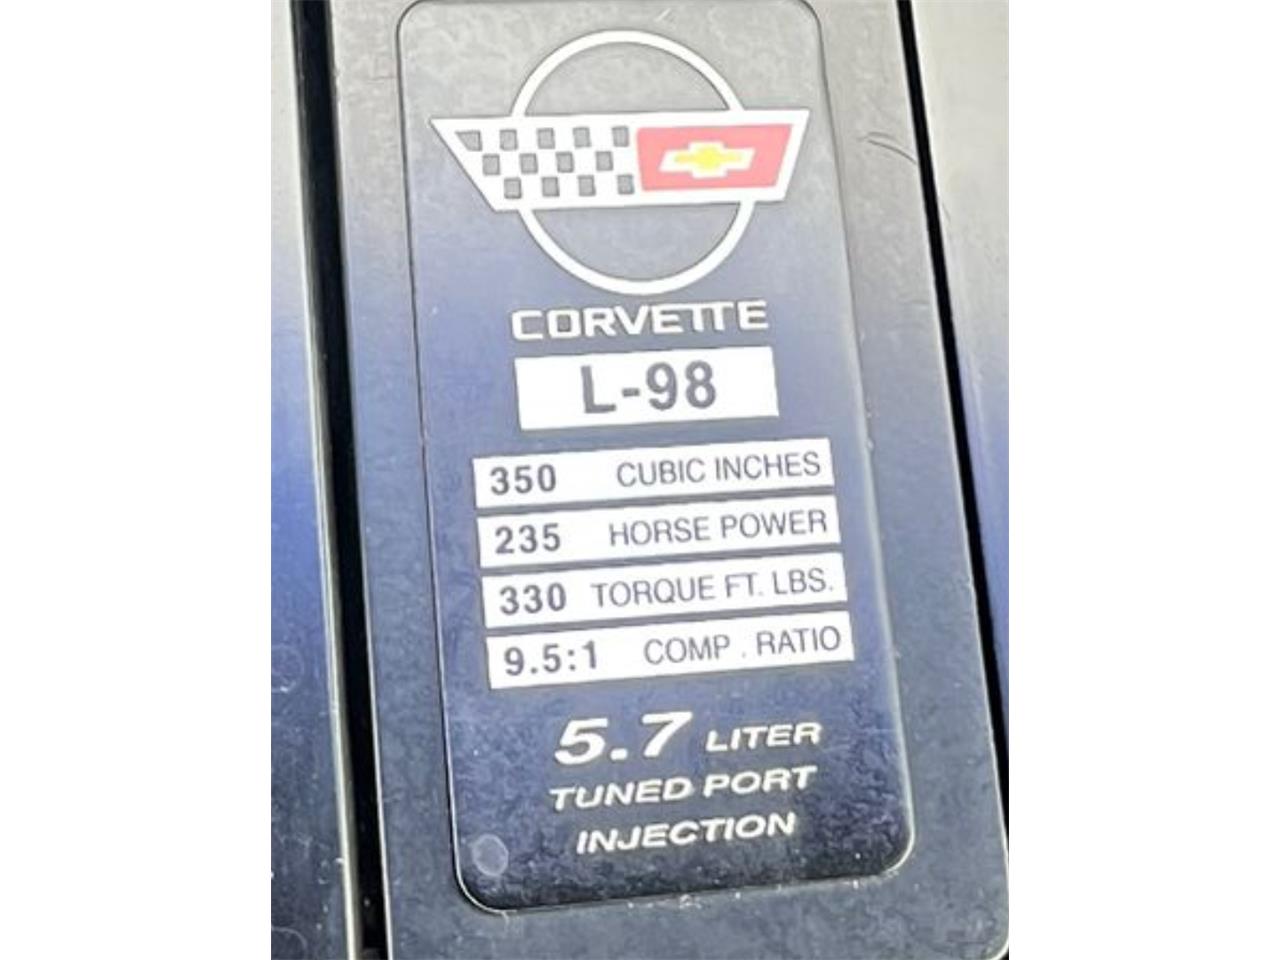 CORVETTE
L-98
350 CUBIC INCHES
235 HORSE POWER
330 TORQUE FT. LBS.
9.5:1 COMP . RATIO
5.7 LITER
TUNED PORT
INJECTION